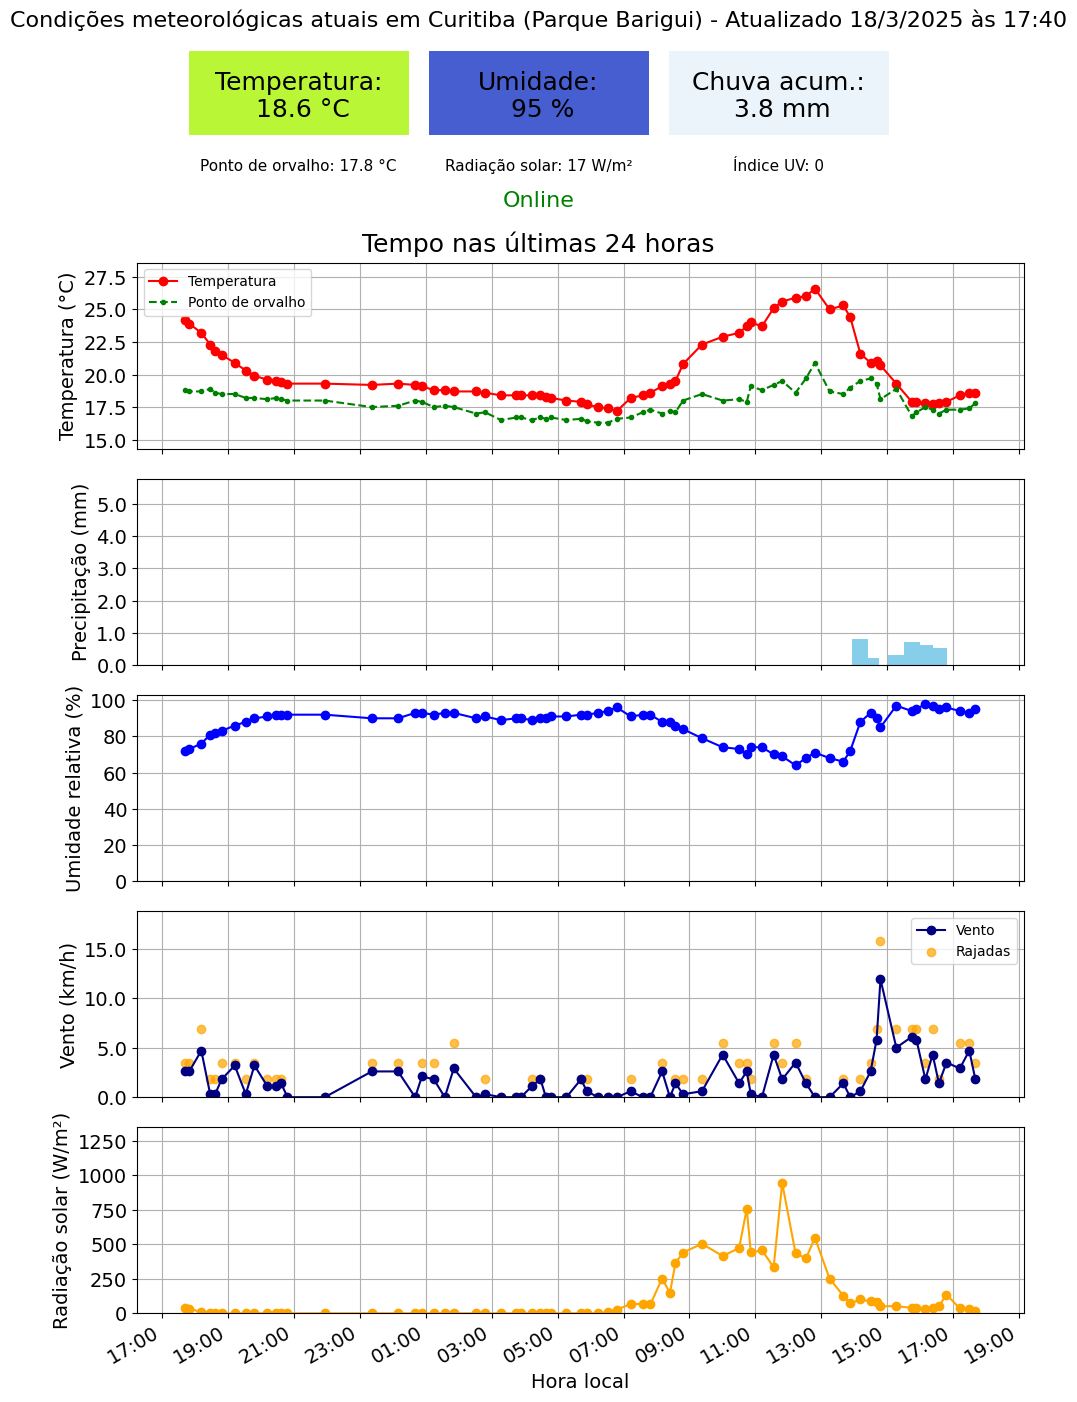 Condições meteorológicas atuais em Curitiba (Parque Barigui) - Atualizado 18/3/2025 às 17:40
Temperatura:
18.6 °C
Umidade:
95 %
Chuva acum.:
3.8 mm
Ponto de orvalho: 17.8 °C
Radiação solar: 17 W/m²
Índice UV: 0
Online
Tempo nas últimas 24 horas
Temperatura (°C)
27.5
25.0
22.5
20.0
17.5
15.0
Temperatura
Ponto de orvalho
Precipitação (mm)
5.0
4.0
3.0
2.0
1.0
0.0
Umidade relativa (%)
100
80
60
40
20
0
Vento (km/h)
15.0
10.0
5.0
0.0
Vento
Rajadas
Radiação solar (W/m²)
1250
1000
750
500
250
0
17:00
19:00
21:00
23:00
01:00
03:00
05:00
07:00
09:00
11:00
13:00
15:00
17:00
19:00
Hora local